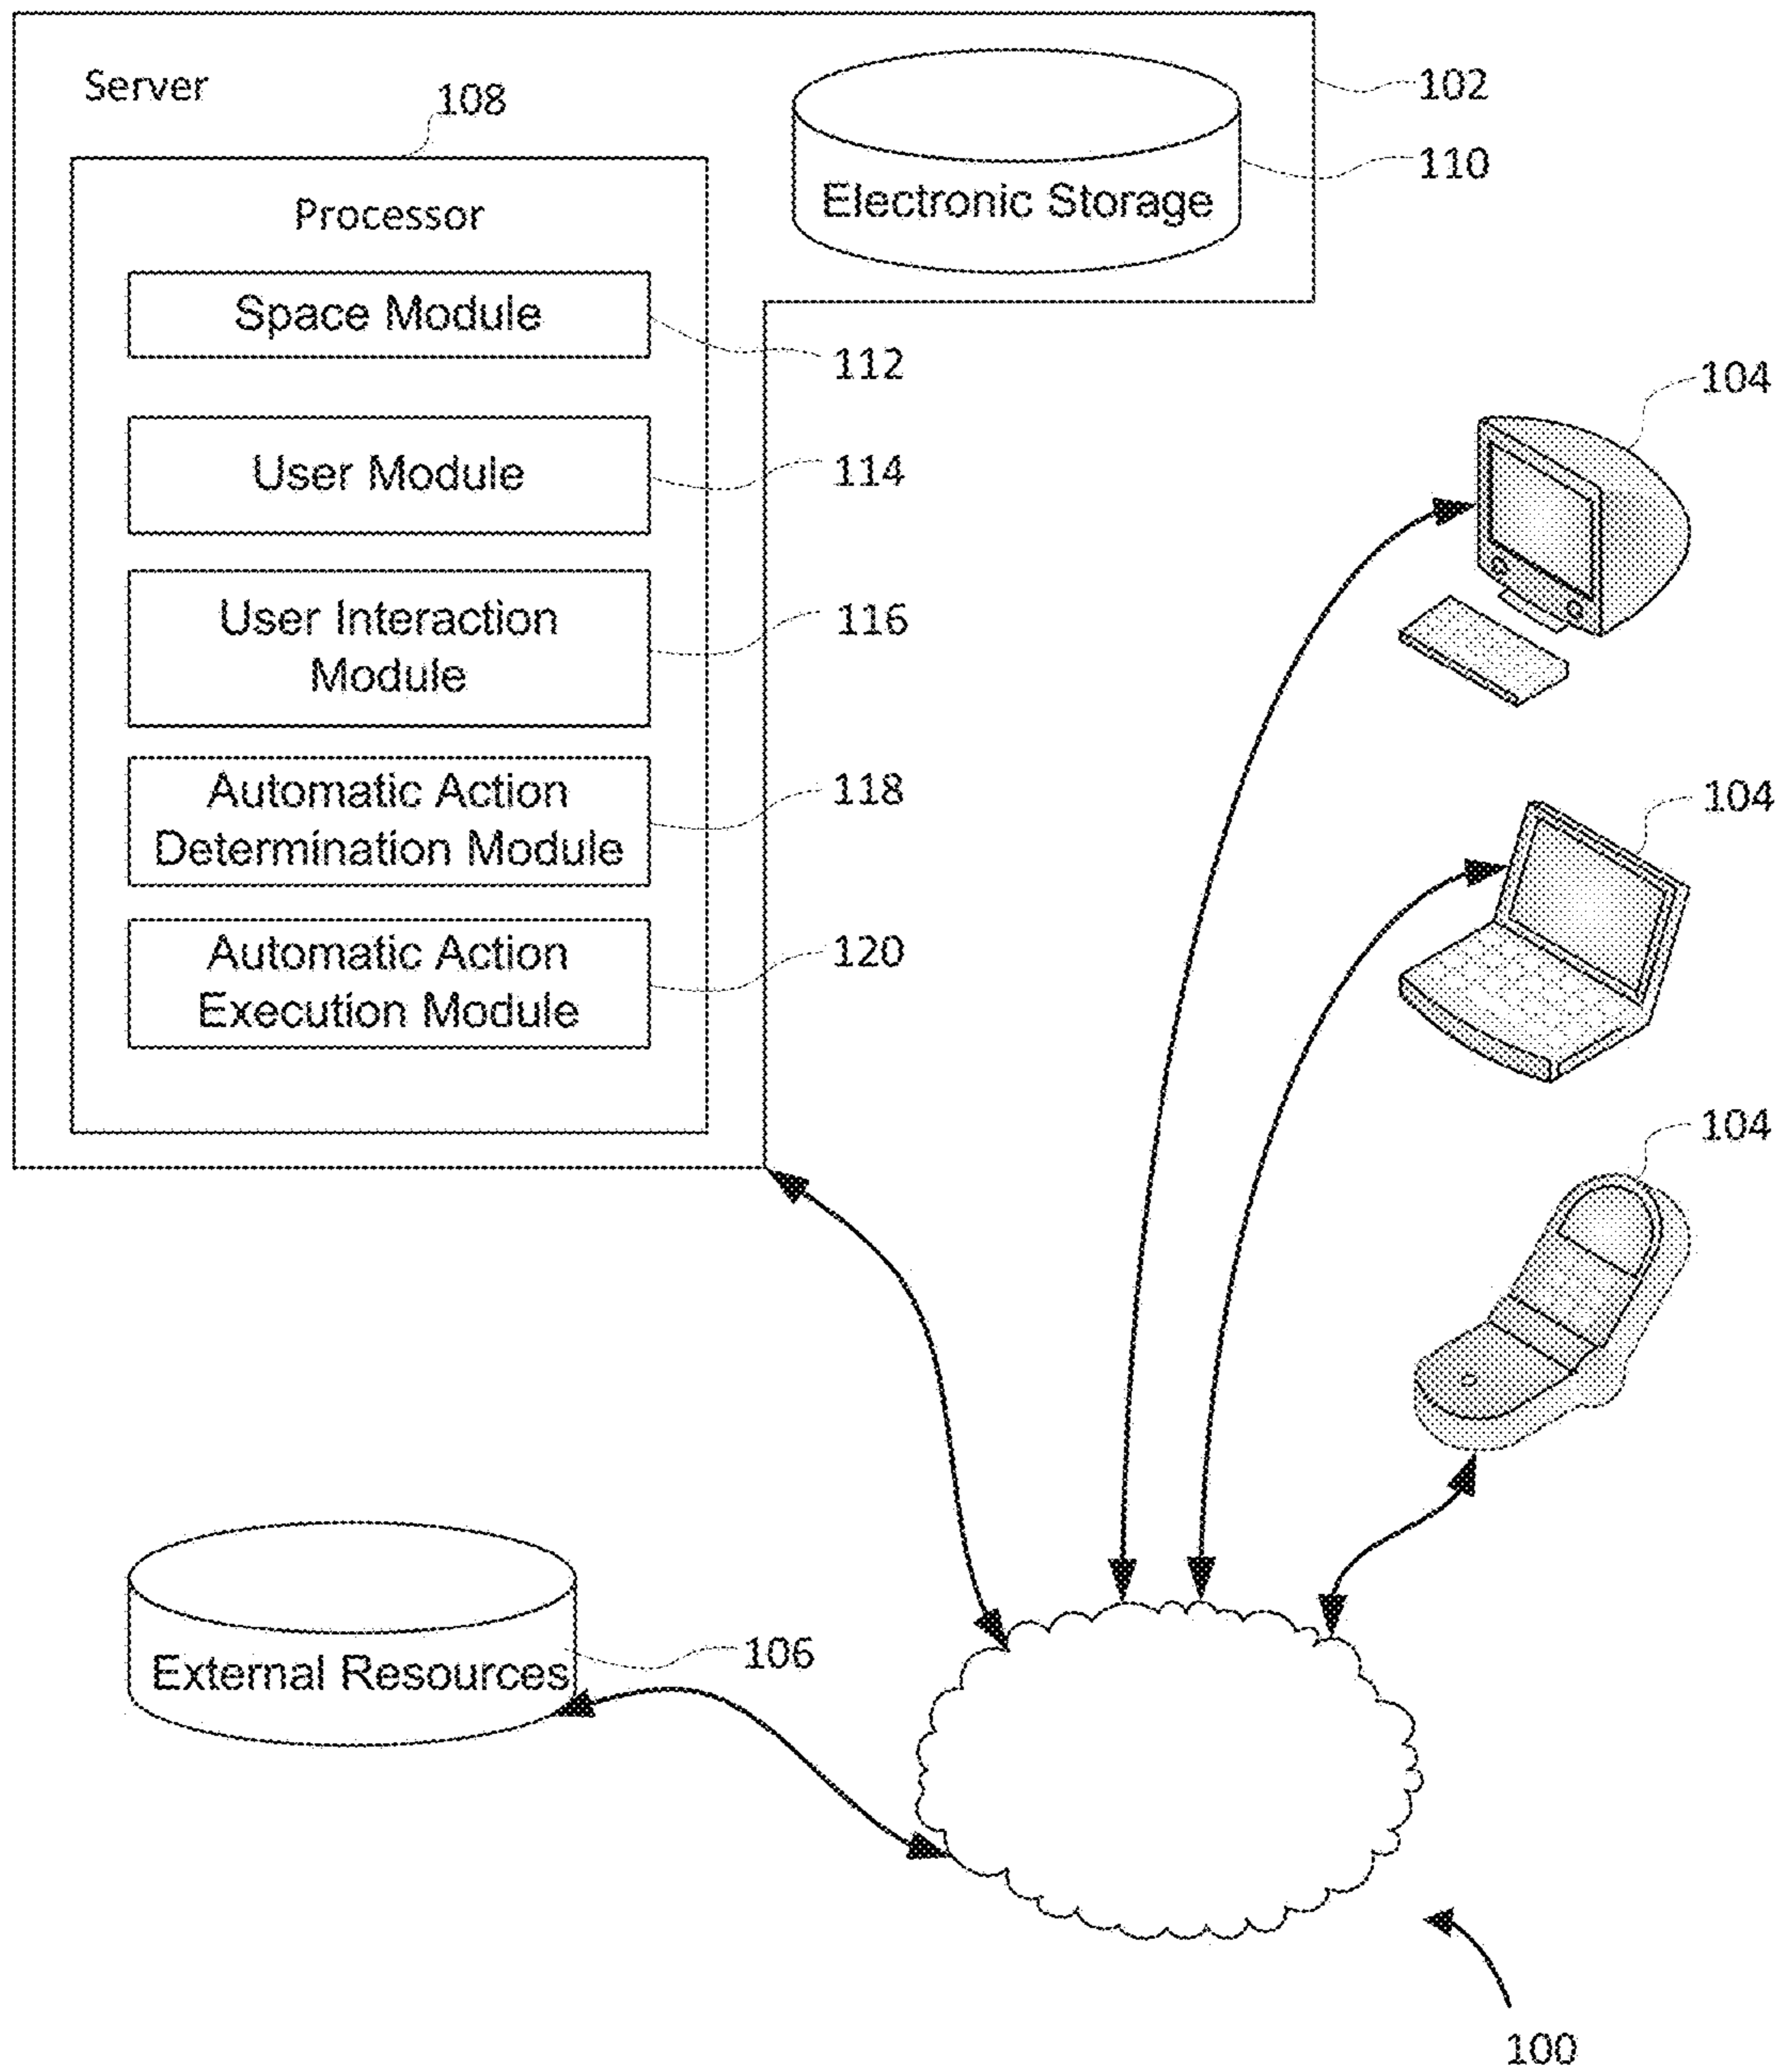 Server
108
102
110
Electronic Storage
Processor
Space Module
112
User Module
114
User Interaction
Module
116
Automatic Action
Determination Module
118
Automatic Action
Execution Module
120
104
104
104
External Resources
106
100